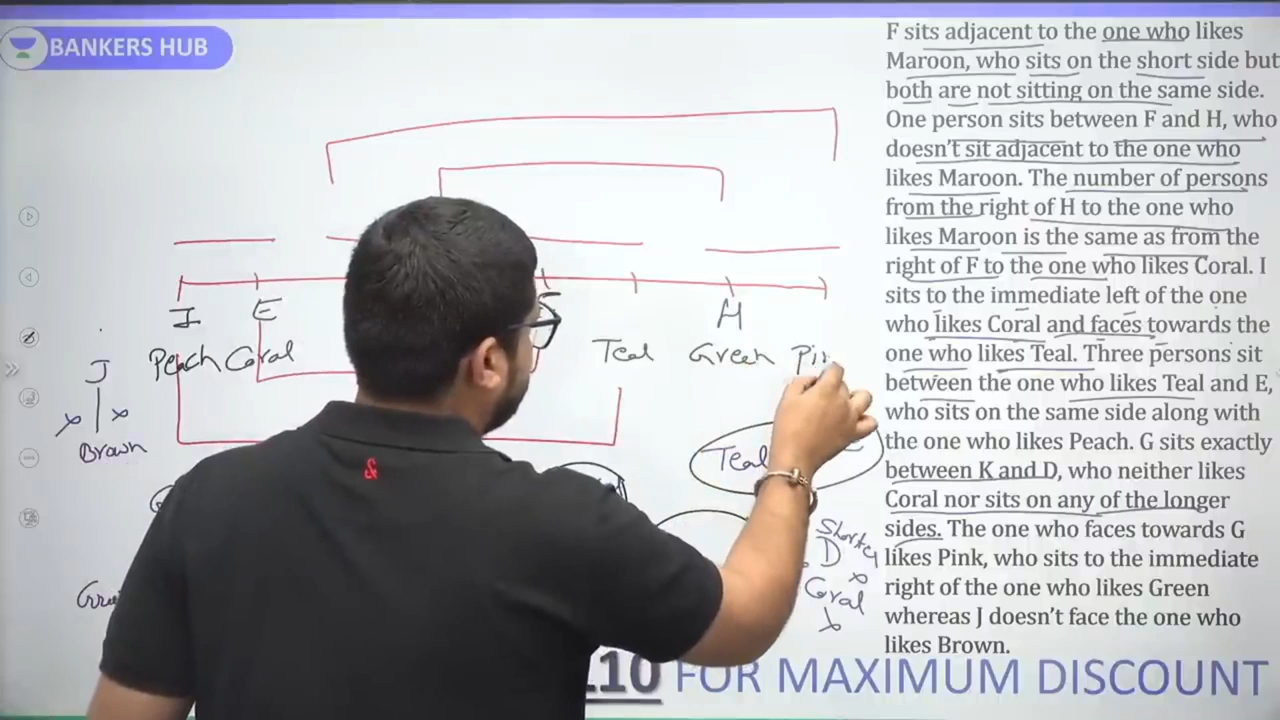 BANKERS HUB
F sits adjacent to the one who likes
Maroon, who sits on the short side but
both are not sitting on the same side.
One person sits between F and H, who
doesn't sit adjacent to the one who
likes Maroon. The number of persons
from the right of H to the one who
likes Maroon is the same as from the
right of F to the one who likes Coral. I
sits to the immediate left of the one
who likes Coral and faces towards the
one who likes Teal. Three persons sit
between the one who likes Teal and E,
who sits on the same side along with
the one who likes Peach. G sits exactly
between K and D, who neither likes
Coral nor sits on any of the longer
sides. The one who faces towards G
likes Pink, who sits to the immediate
right of the one who likes Green
whereas J doesn't face the one who
likes Brown.
I E H
Peach Coral Teal Green
J
Brown
Teal
Shorter
D
Coral
110 FOR MAXIMUM DISCOUNT